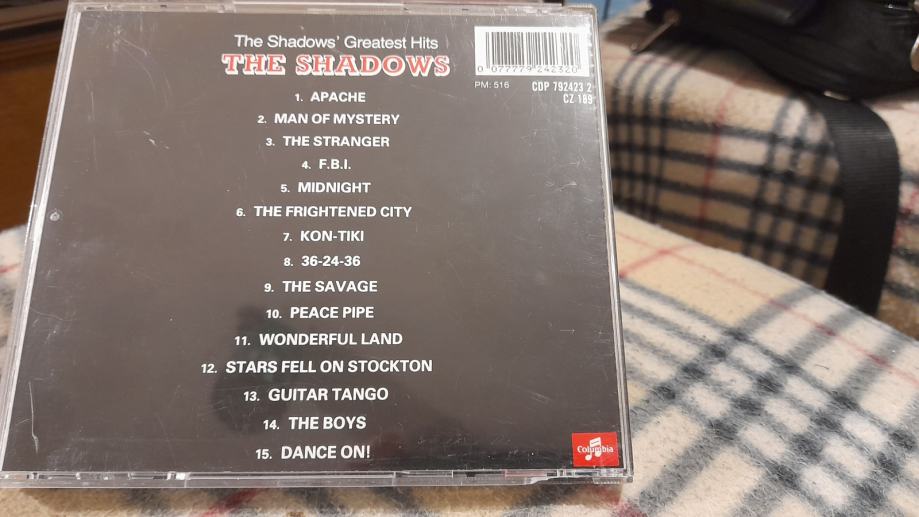 The Shadows' Greatest Hits
THE SHADOWS
0 077779 242320
PM: 516
CDP 792423 2
CZ 189
1. APACHE
2. MAN OF MYSTERY
3. THE STRANGER
4. F.B.I.
5. MIDNIGHT
6. THE FRIGHTENED CITY
7. KON-TIKI
8. 36-24-36
9. THE SAVAGE
10. PEACE PIPE
11. WONDERFUL LAND
12. STARS FELL ON STOCKTON
13. GUITAR TANGO
14. THE BOYS
15. DANCE ON!
Columbia